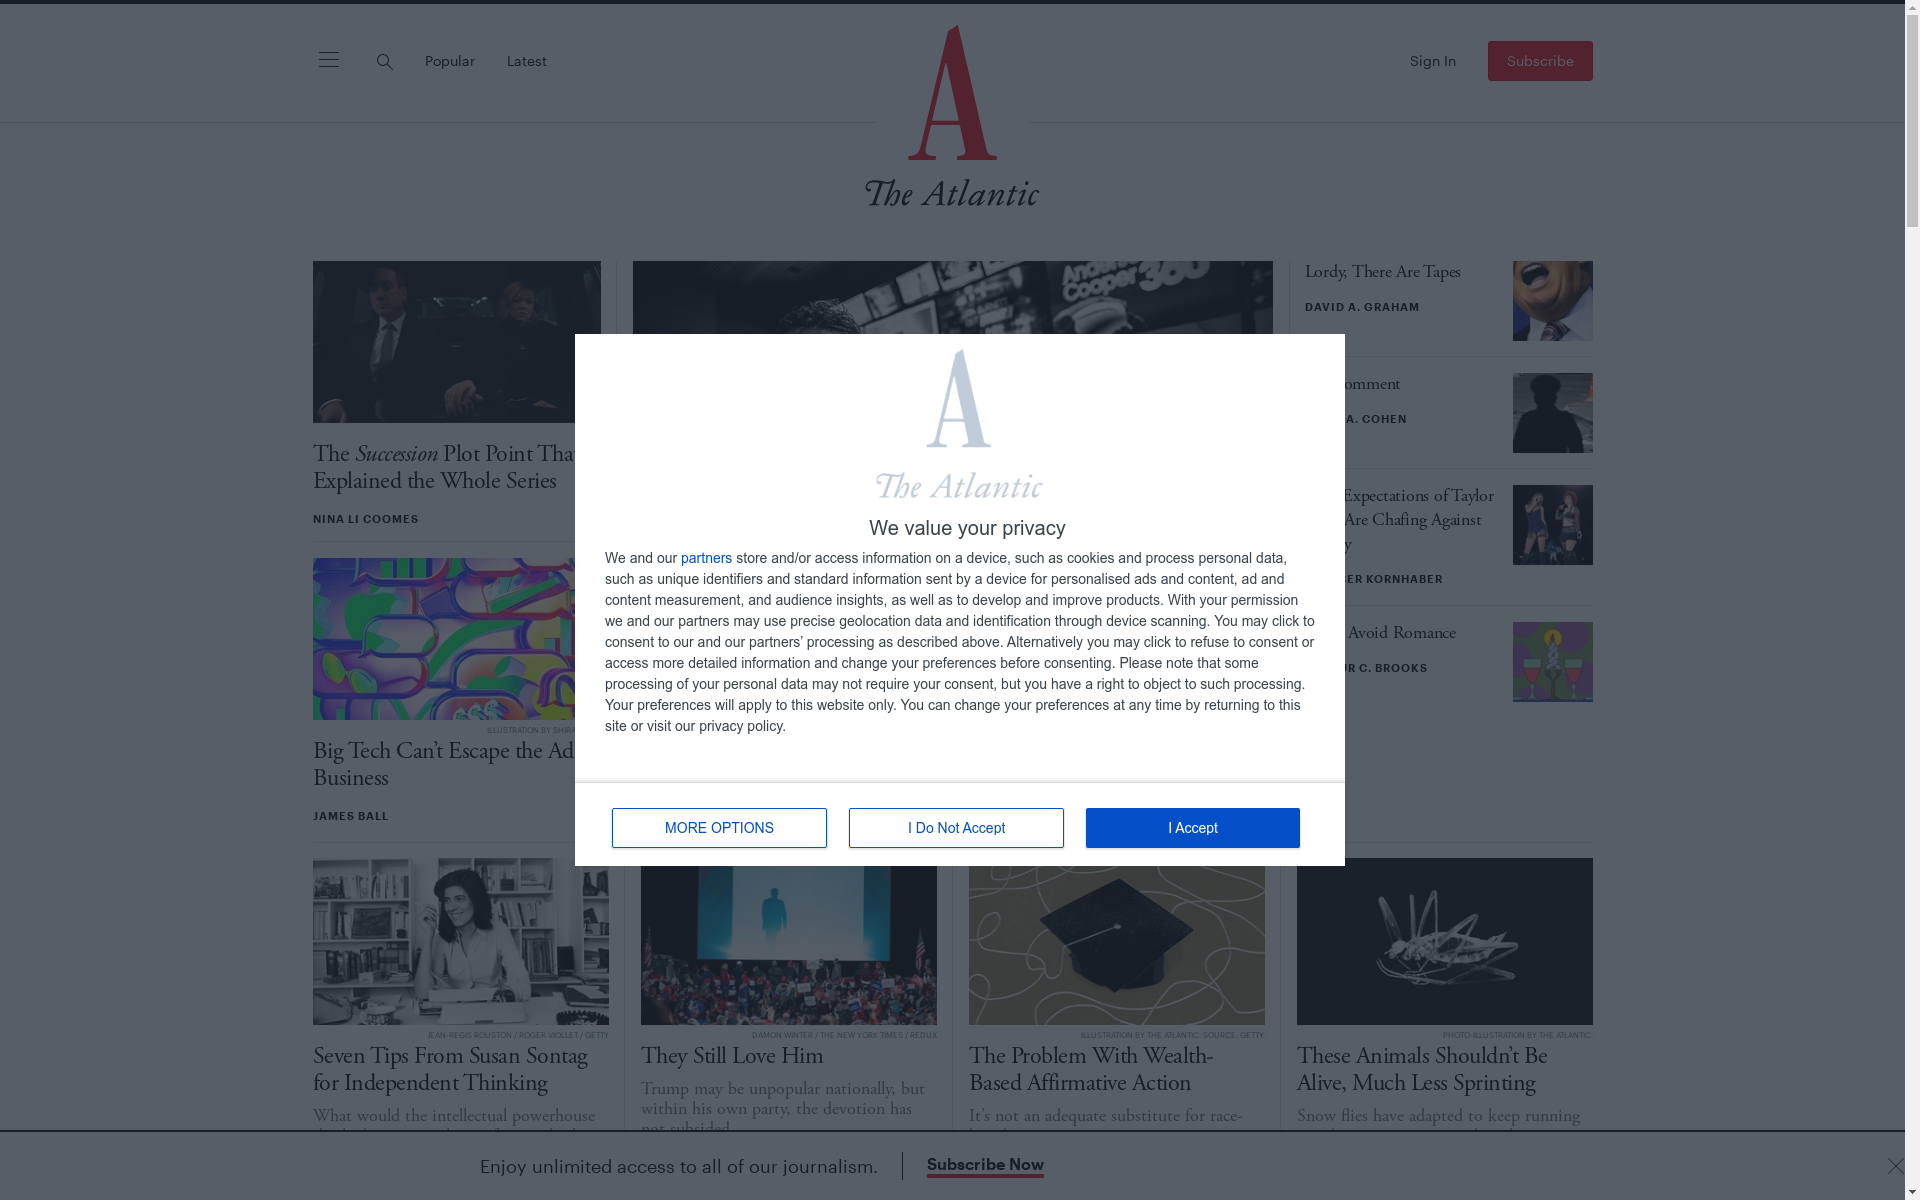 Popular
Latest
Sign In
Subscribe
A
The Atlantic
The Succession Plot Point Tha
Explained the Whole Series
NINA LI COOMES
ILLUSTRATION BY
Big Tech Can't Escape the Ad
Business
JAMES BALL
Anderson
Cooper 360
Lordy, There Are Tapes
DAVID A. GRAHAM
omment
A. COHEN
Expectations of Taylor
Are Chafing Against
y
ER KORNHABER
Avoid Romance
UR C. BROOKS
A
The Atlantic
We value your privacy
We and our partners store and/or access information on a device, such as cookies and process personal data,
such as unique identifiers and standard information sent by a device for personalised ads and content, ad and
content measurement, and audience insights, as well as to develop and improve products. With your permission
we and our partners may use precise geolocation data and identification through device scanning. You may click to
consent to our and our partners’ processing as described above. Alternatively you may click to refuse to consent or
access more detailed information and change your preferences before consenting. Please note that some
processing of your personal data may not require your consent, but you have a right to object to such processing.
Your preferences will apply to this website only. You can change your preferences at any time by returning to this
site or visit our privacy policy.
MORE OPTIONS
I Do Not Accept
I Accept
JEAN-REGIS ROUSTON / ROGER VIOLLET / GETTY
Seven Tips From Susan Sontag
for Independent Thinking
What would the intellectual powerhouse
DAMON WINTER / THE NEW YORK TIMES / REDUX
They Still Love Him
Trump may be unpopular nationally, but
within his own party, the devotion has
not subsided.
ILLUSTRATION BY THE ATLANTIC. SOURCE: GETTY.
The Problem With Wealth-
Based Affirmative Action
It’s not an adequate substitute for race-
PHOTO-ILLUSTRATION BY THE ATLANTIC.
These Animals Shouldn’t Be
Alive, Much Less Sprinting
Snow flies have adapted to keep running
Enjoy unlimited access to all of our journalism.
Subscribe Now